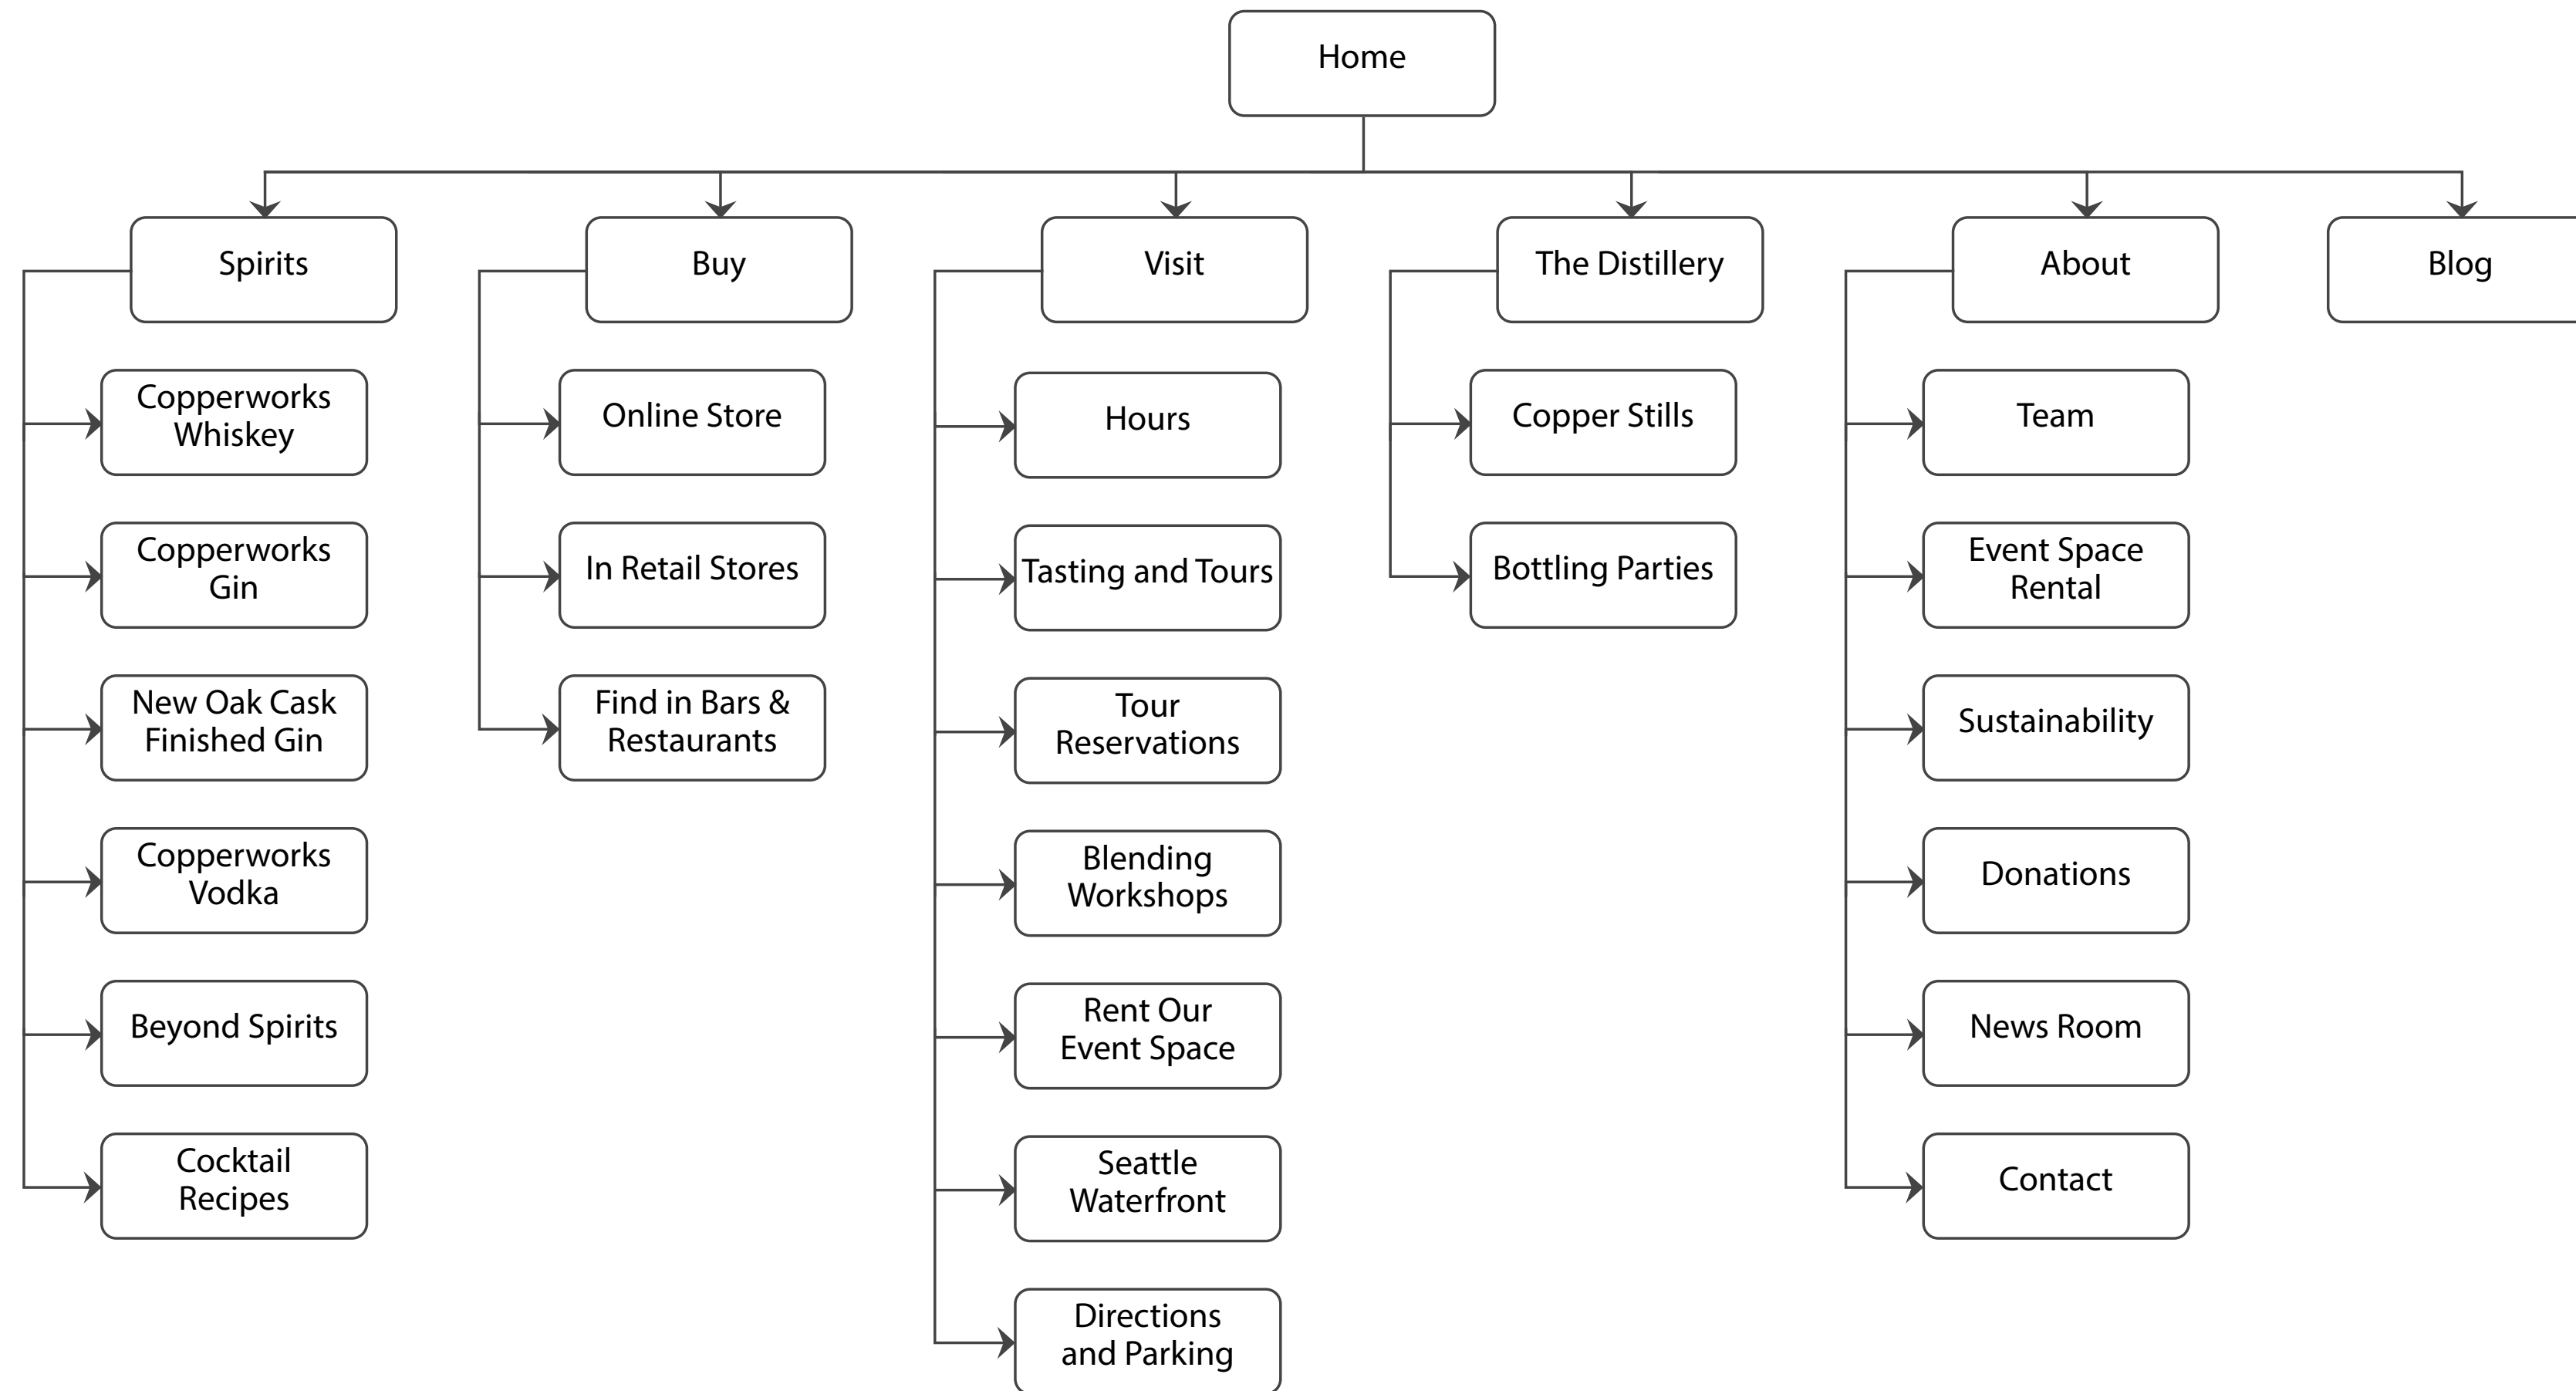 Home
Spirits
Buy
Visit
The Distillery
About
Blog
Copperworks
Whiskey
Copperworks
Gin
New Oak Cask
Finished Gin
Copperworks
Vodka
Beyond Spirits
Cocktail
Recipes
Online Store
In Retail Stores
Find in Bars &
Restaurants
Hours
Tasting and Tours
Tour
Reservations
Blending
Workshops
Rent Our
Event Space
Seattle
Waterfront
Directions
and Parking
Copper Stills
Bottling Parties
Team
Event Space
Rental
Sustainability
Donations
News Room
Contact